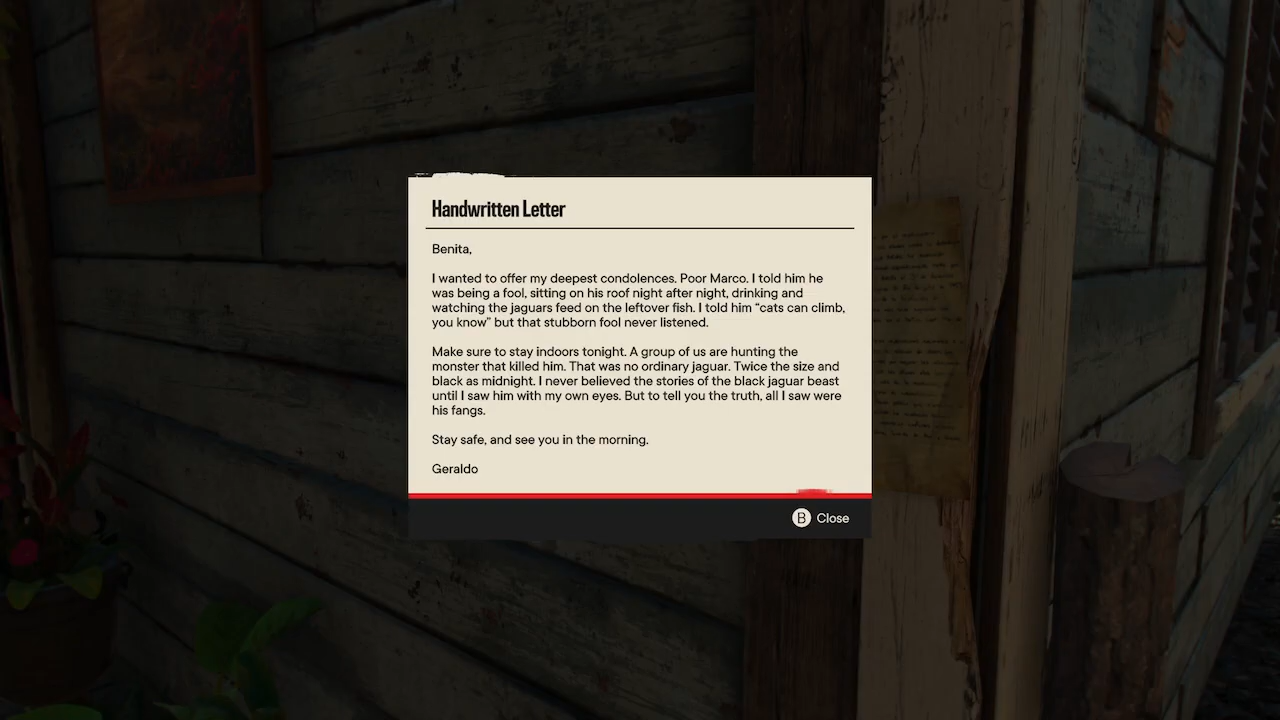 Handwritten Letter
Benita,
I wanted to offer my deepest condolences. Poor Marco. I told him he
was being a fool, sitting on his roof night after night, drinking and
watching the jaguars feed on the leftover fish. I told him “cats can climb,
you know” but that stubborn fool never listened.
Make sure to stay indoors tonight. A group of us are hunting the
monster that killed him. That was no ordinary jaguar. Twice the size and
black as midnight. I never believed the stories of the black jaguar beast
until I saw him with my own eyes. But to tell you the truth, all I saw were
his fangs.
Stay safe, and see you in the morning.
Geraldo
B Close